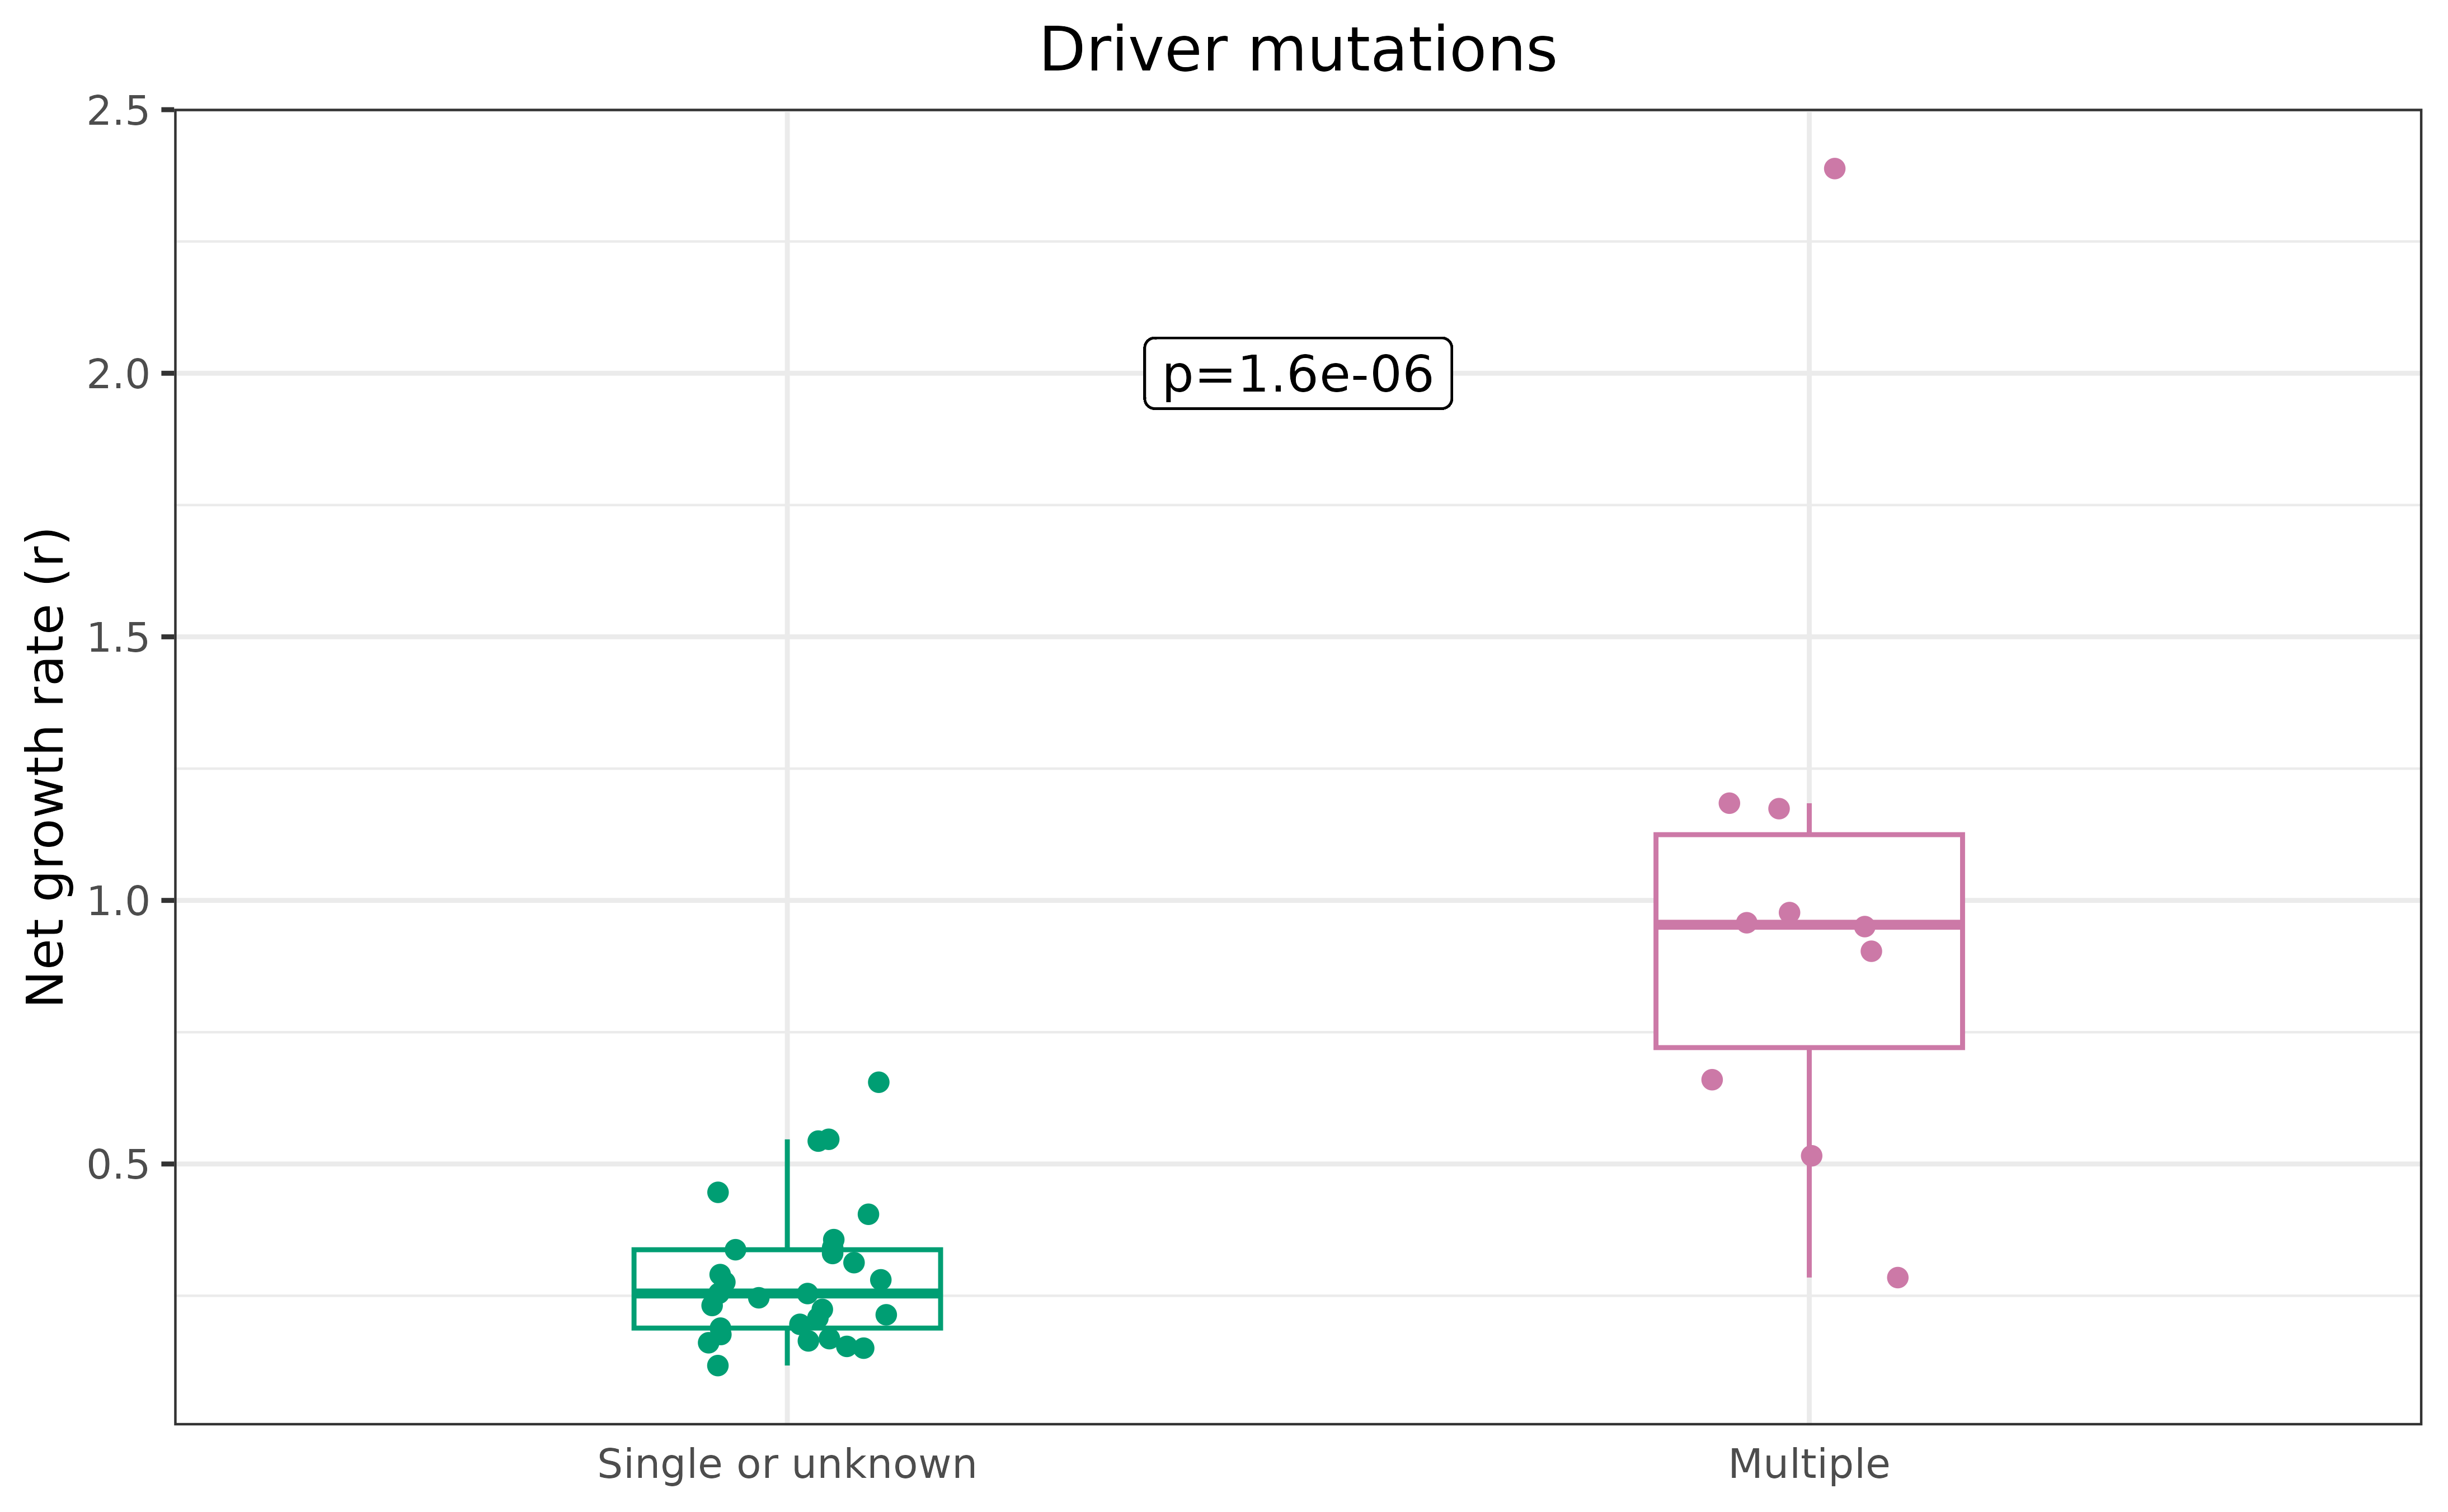 Driver mutations
Net growth rate (r)
2.5
2.0
1.5
1.0
0.5
p=1.6e-06
Single or unknown
Multiple